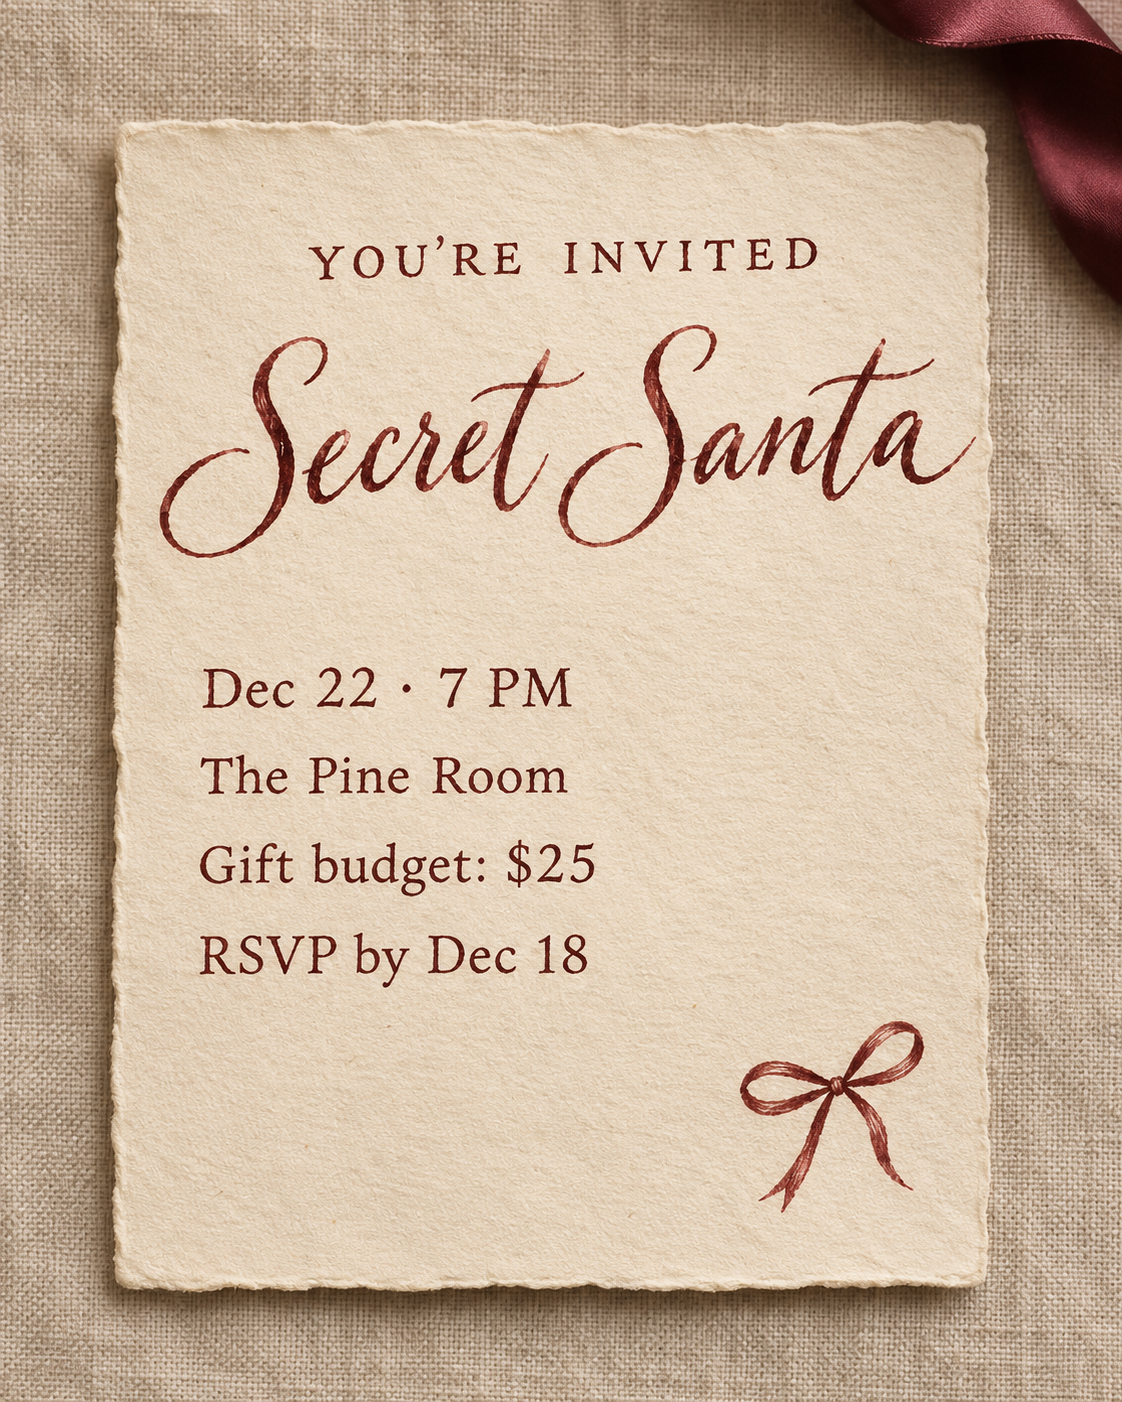 YOU'RE INVITED
Secret Santa
Dec 22 · 7 PM
The Pine Room
Gift budget: $25
RSVP by Dec 18